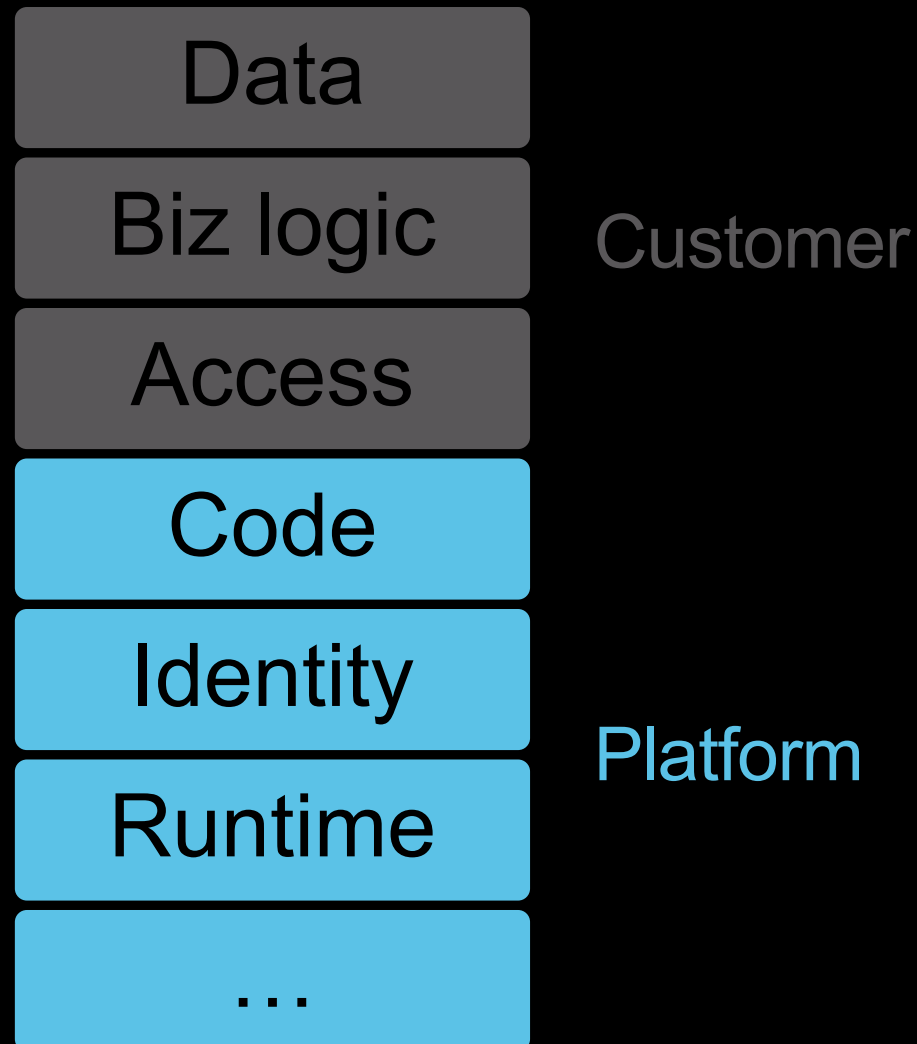 Data
Biz logic
Customer
Access
Code
Identity
Platform
Runtime
…